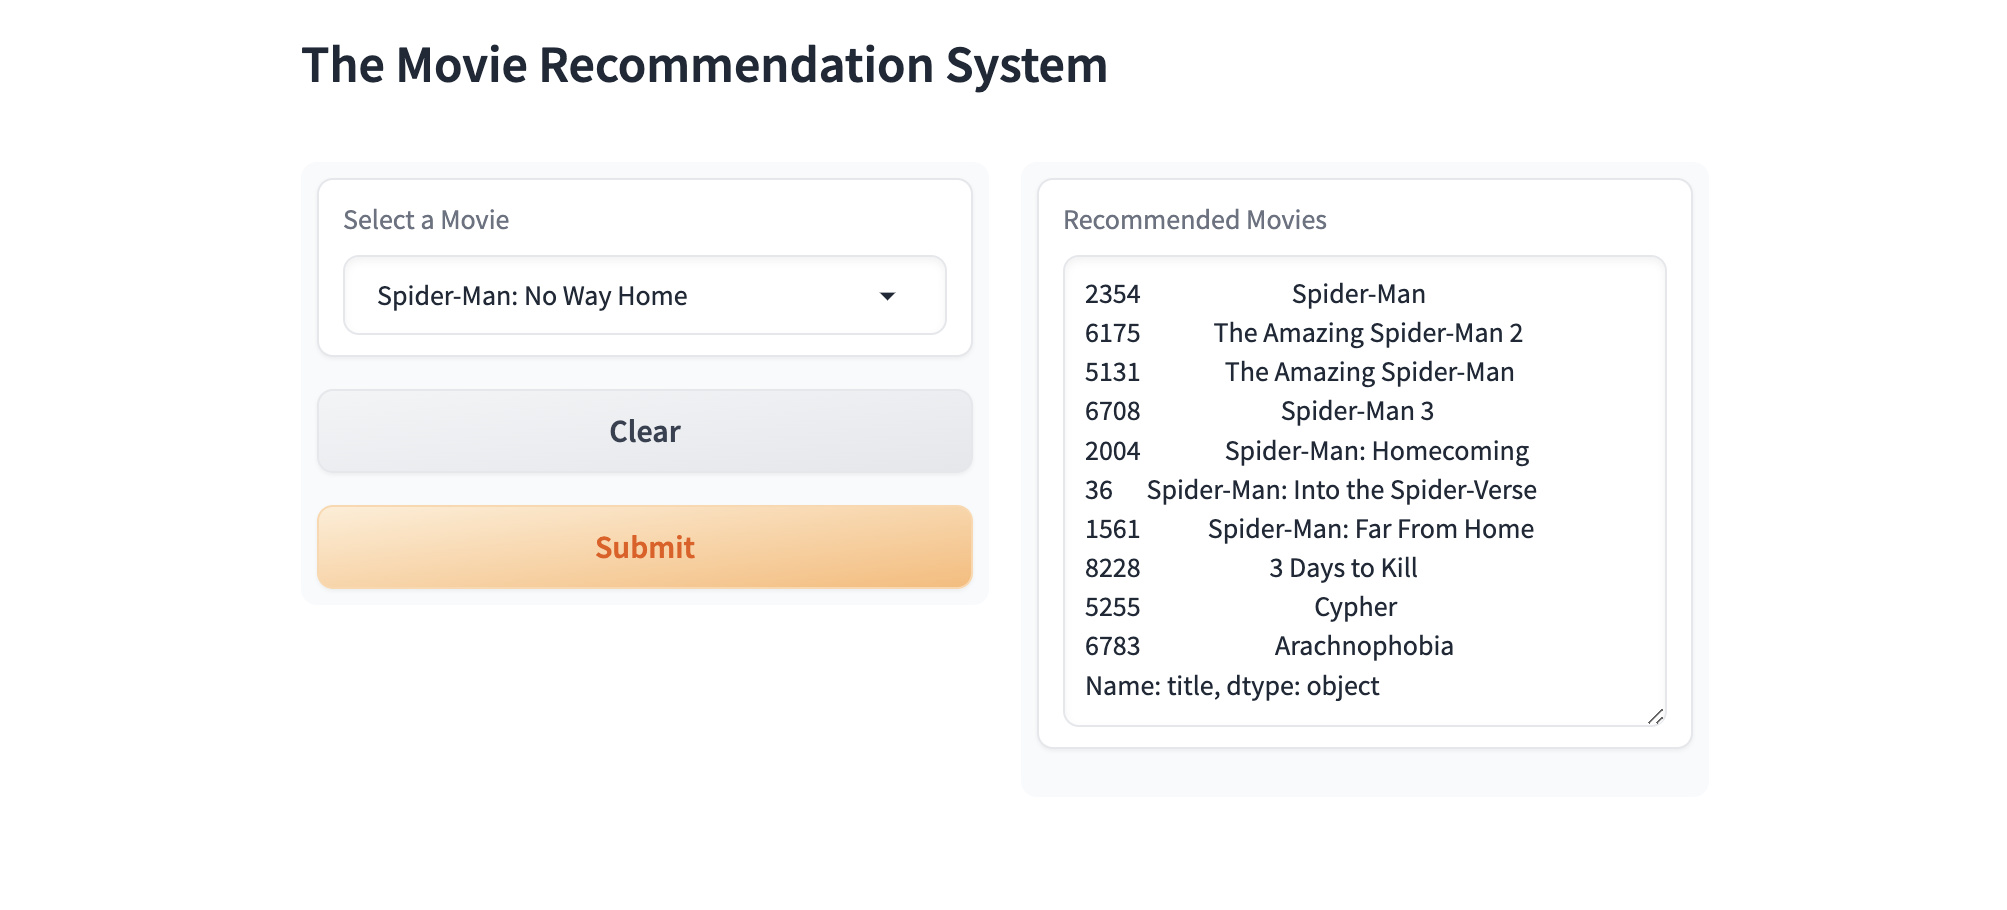 The Movie Recommendation System
Select a Movie
Spider-Man: No Way Home
Clear
Submit
Recommended Movies
2354 Spider-Man
6175 The Amazing Spider-Man 2
5131 The Amazing Spider-Man
6708 Spider-Man 3
2004 Spider-Man: Homecoming
36 Spider-Man: Into the Spider-Verse
1561 Spider-Man: Far From Home
8228 3 Days to Kill
5255 Cypher
6783 Arachnophobia
Name: title, dtype: object